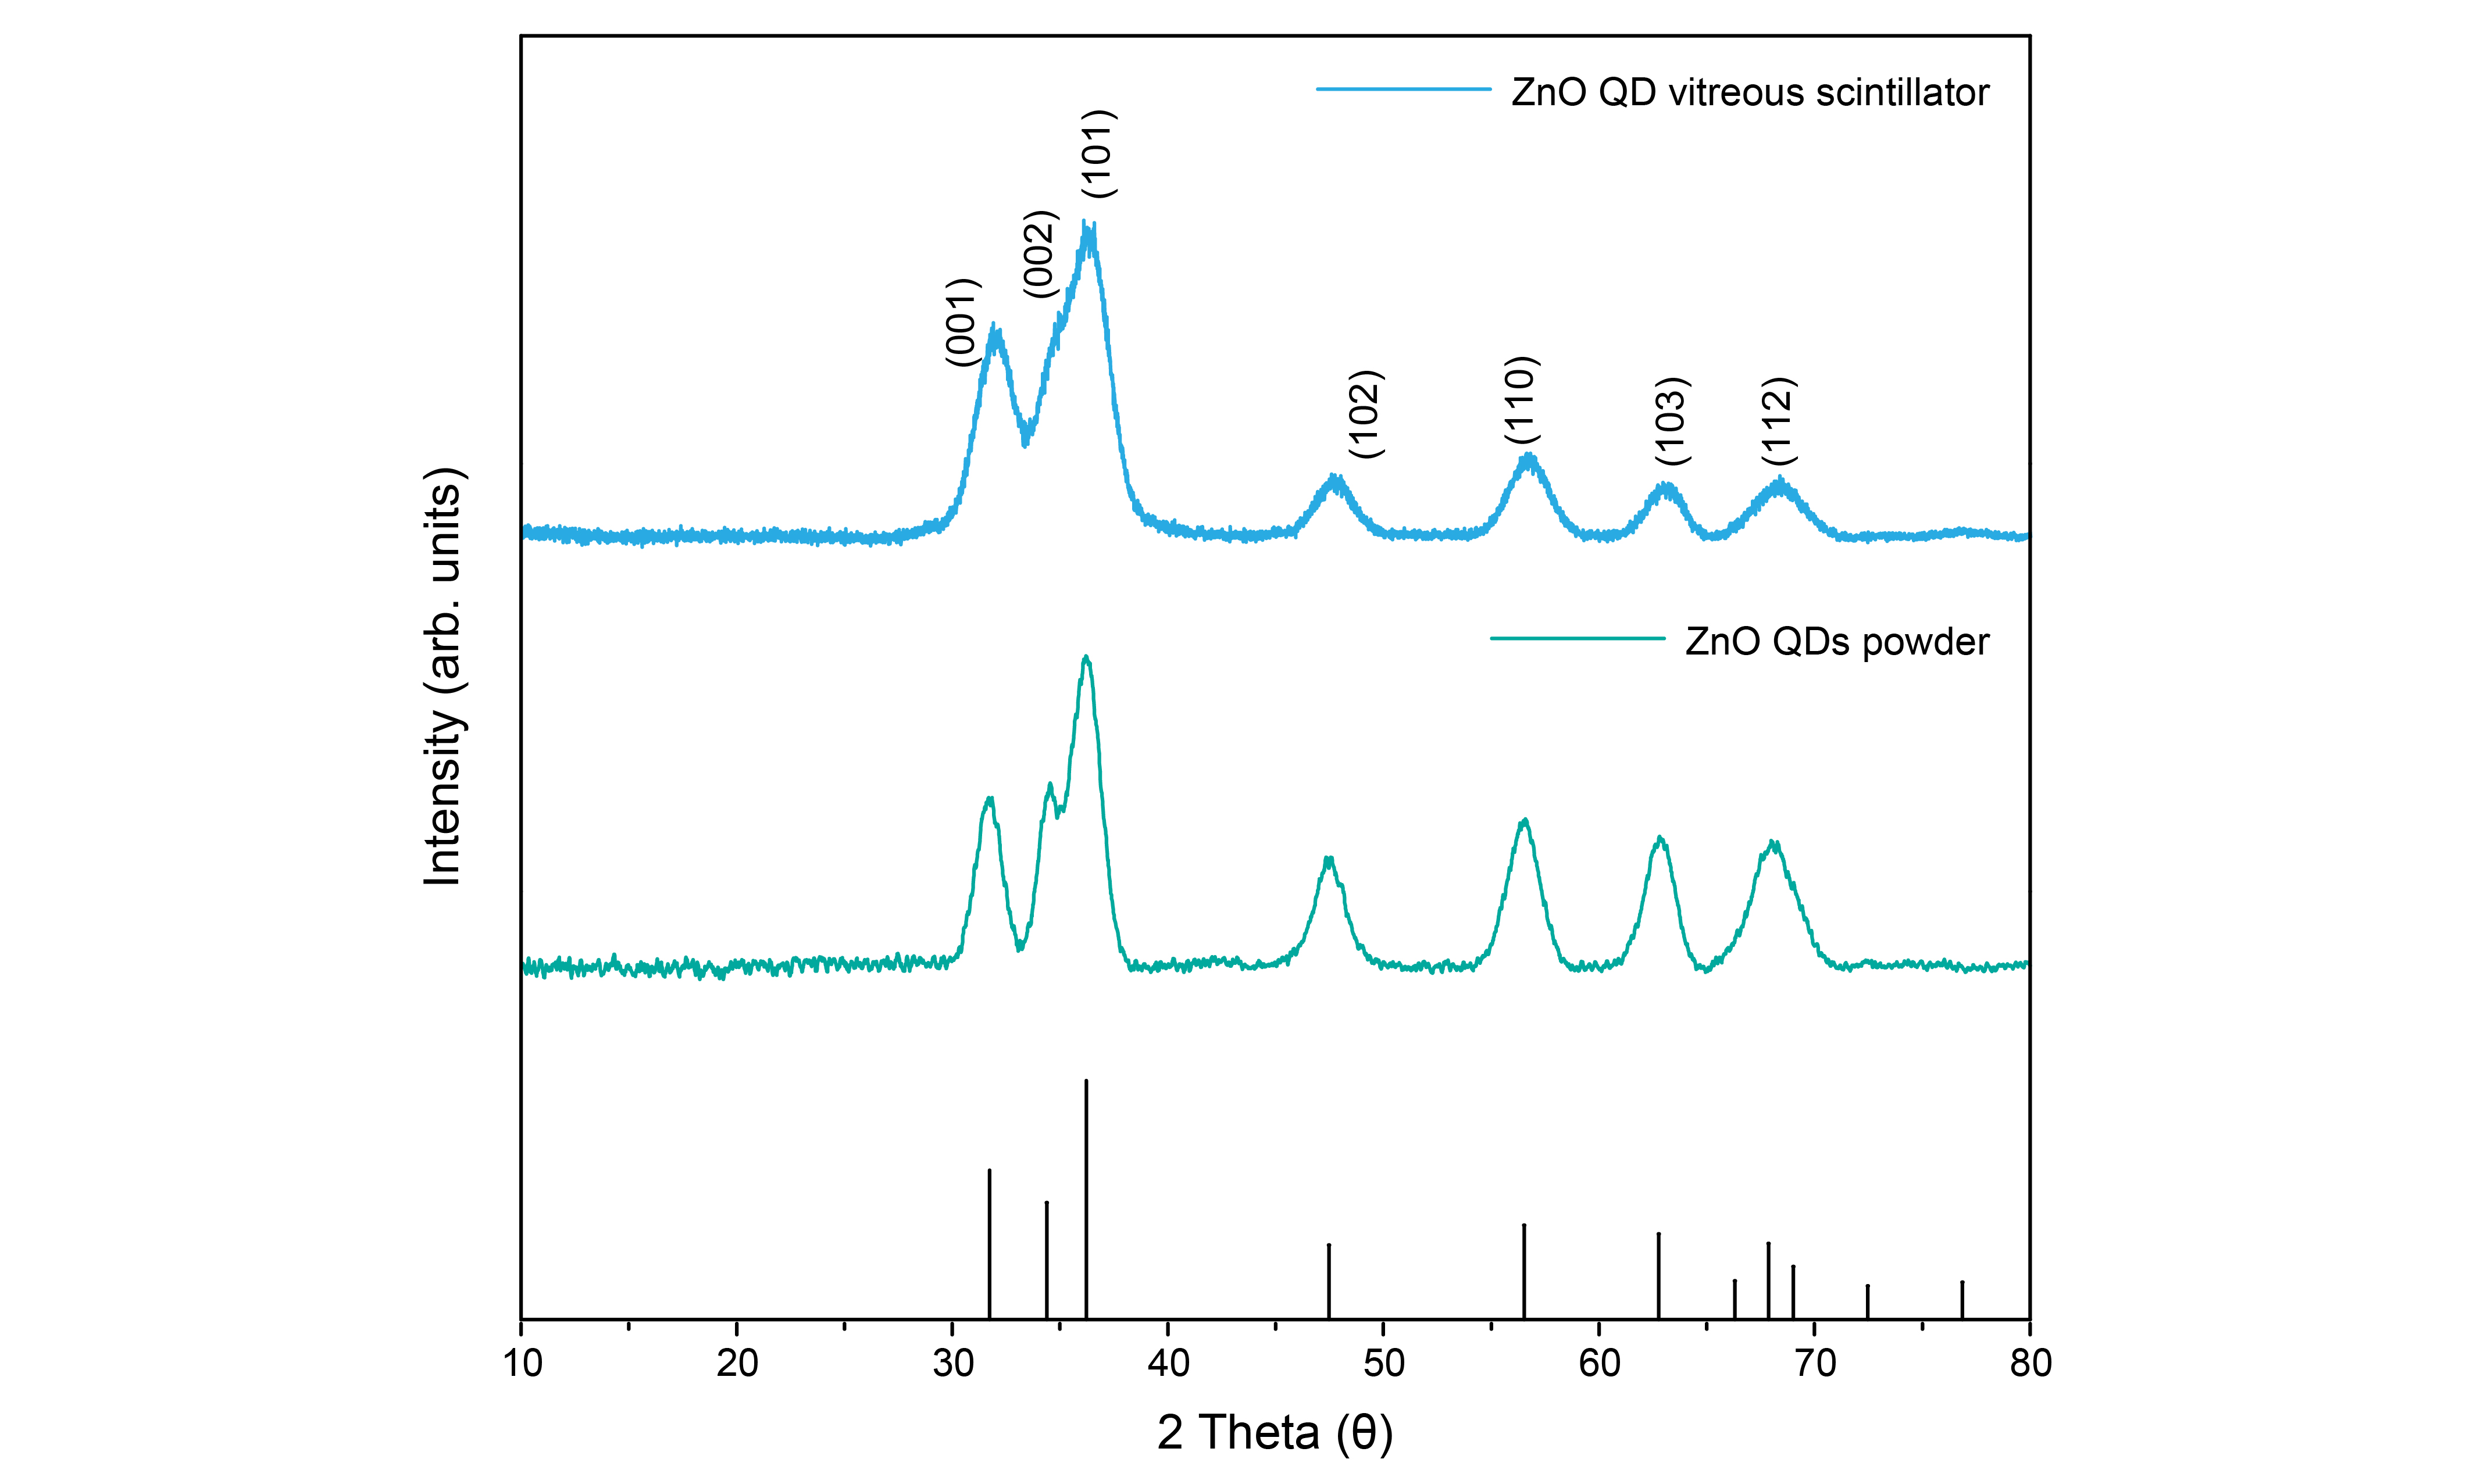 ZnO QD vitreous scintillator
(001)
(002)
(101)
(102)
(110)
(103)
(112)
Intensity (arb. units)
ZnO QDs powder
10 20 30 40 50 60 70 80
2 Theta (θ)